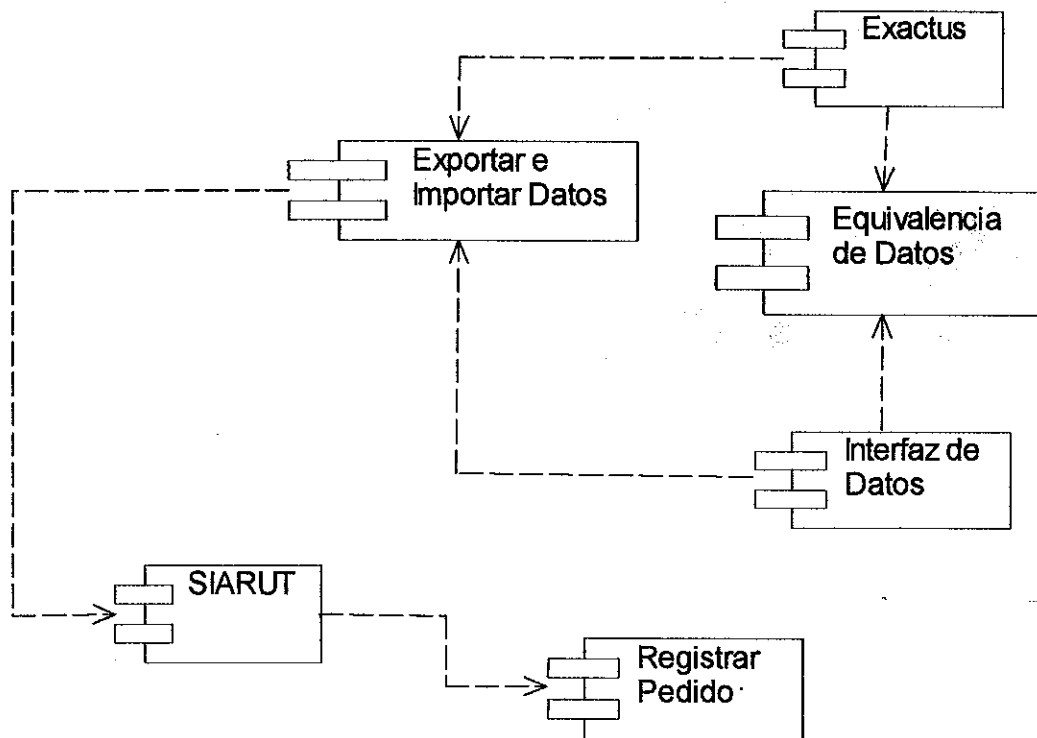 Exactus
Exportar e
Importar Datos
Equivalencia
de Datos
Interfaz de
Datos
SIARUT
Registrar
Pedido